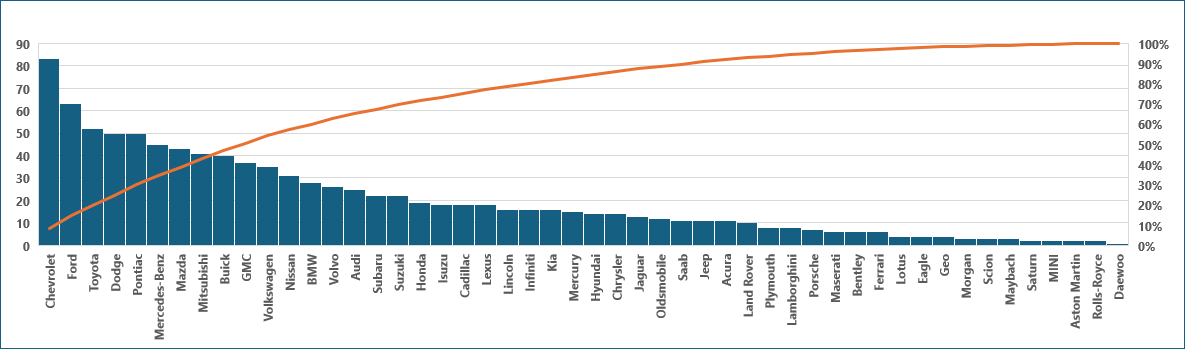 90
80
70
60
50
40
30
20
10
0
100%
90%
80%
70%
60%
50%
40%
30%
20%
10%
0%
Chevrolet
Ford
Toyota
Dodge
Pontiac
Mercedes-Benz
Mazda
Mitsubishi
Buick
GMC
Volkswagen
Nissan
BMW
Volvo
Audi
Subaru
Suzuki
Honda
Isuzu
Cadillac
Lexus
Lincoln
Infiniti
Kia
Mercury
Hyundai
Chrysler
Jaguar
Oldsmobile
Saab
Jeep
Acura
Land Rover
Plymouth
Lamborghini
Porsche
Maserati
Bentley
Ferrari
Lotus
Eagle
Geo
Morgan
Scion
Maybach
Saturn
MINI
Aston Martin
Rolls-Royce
Daewoo